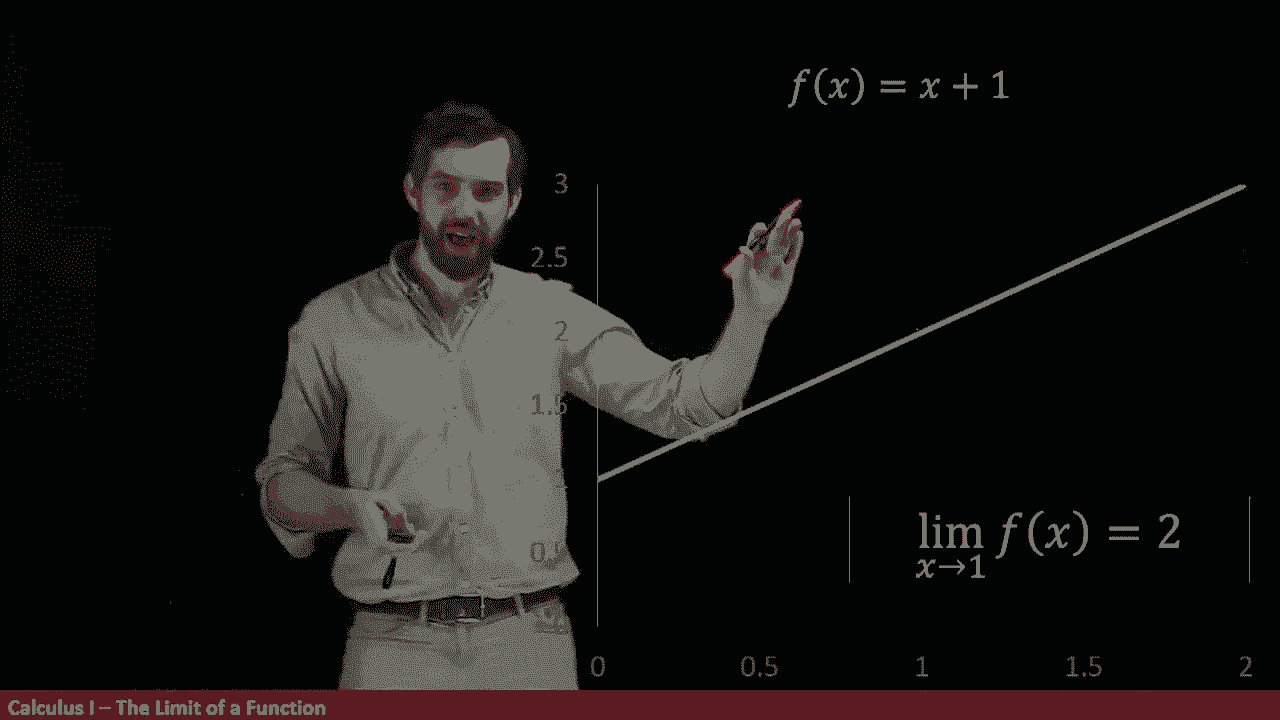 f(x) = x + 1
3
2.5
2
1.5
lim f(x) = 2
x→1
0 0.5 1 1.5 2
Calculus I – The Limit of a Function